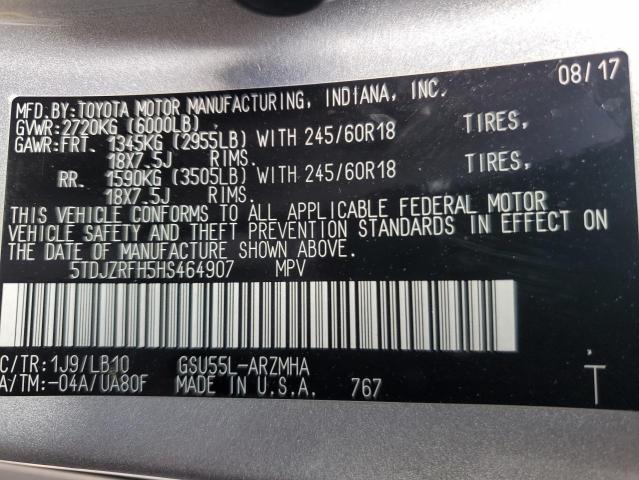 08/17
MFD.BY:TOYOTA MOTOR MANUFACTURING, INDIANA, INC.
GVWR:2720KG (6000LB)
GAWR:FRT. 1345KG (2955LB) WITH 245/60R18 TIRES,
18X7.5J RIMS.
RR. 1590KG (3505LB) WITH 245/60R18 TIRES,
18X7.5J RIMS.
THIS VEHICLE CONFORMS TO ALL APPLICABLE FEDERAL MOTOR
VEHICLE SAFETY AND THEFT PREVENTION STANDARDS IN EFFECT ON
THE DATE OF MANUFACTURE SHOWN ABOVE.
5TDJZRFH5HS464907 MPV
C/TR:1J9/LB10 GSU55L-ARZMHA
A/TM:-04A/UA80F MADE IN U.S.A. 767 T